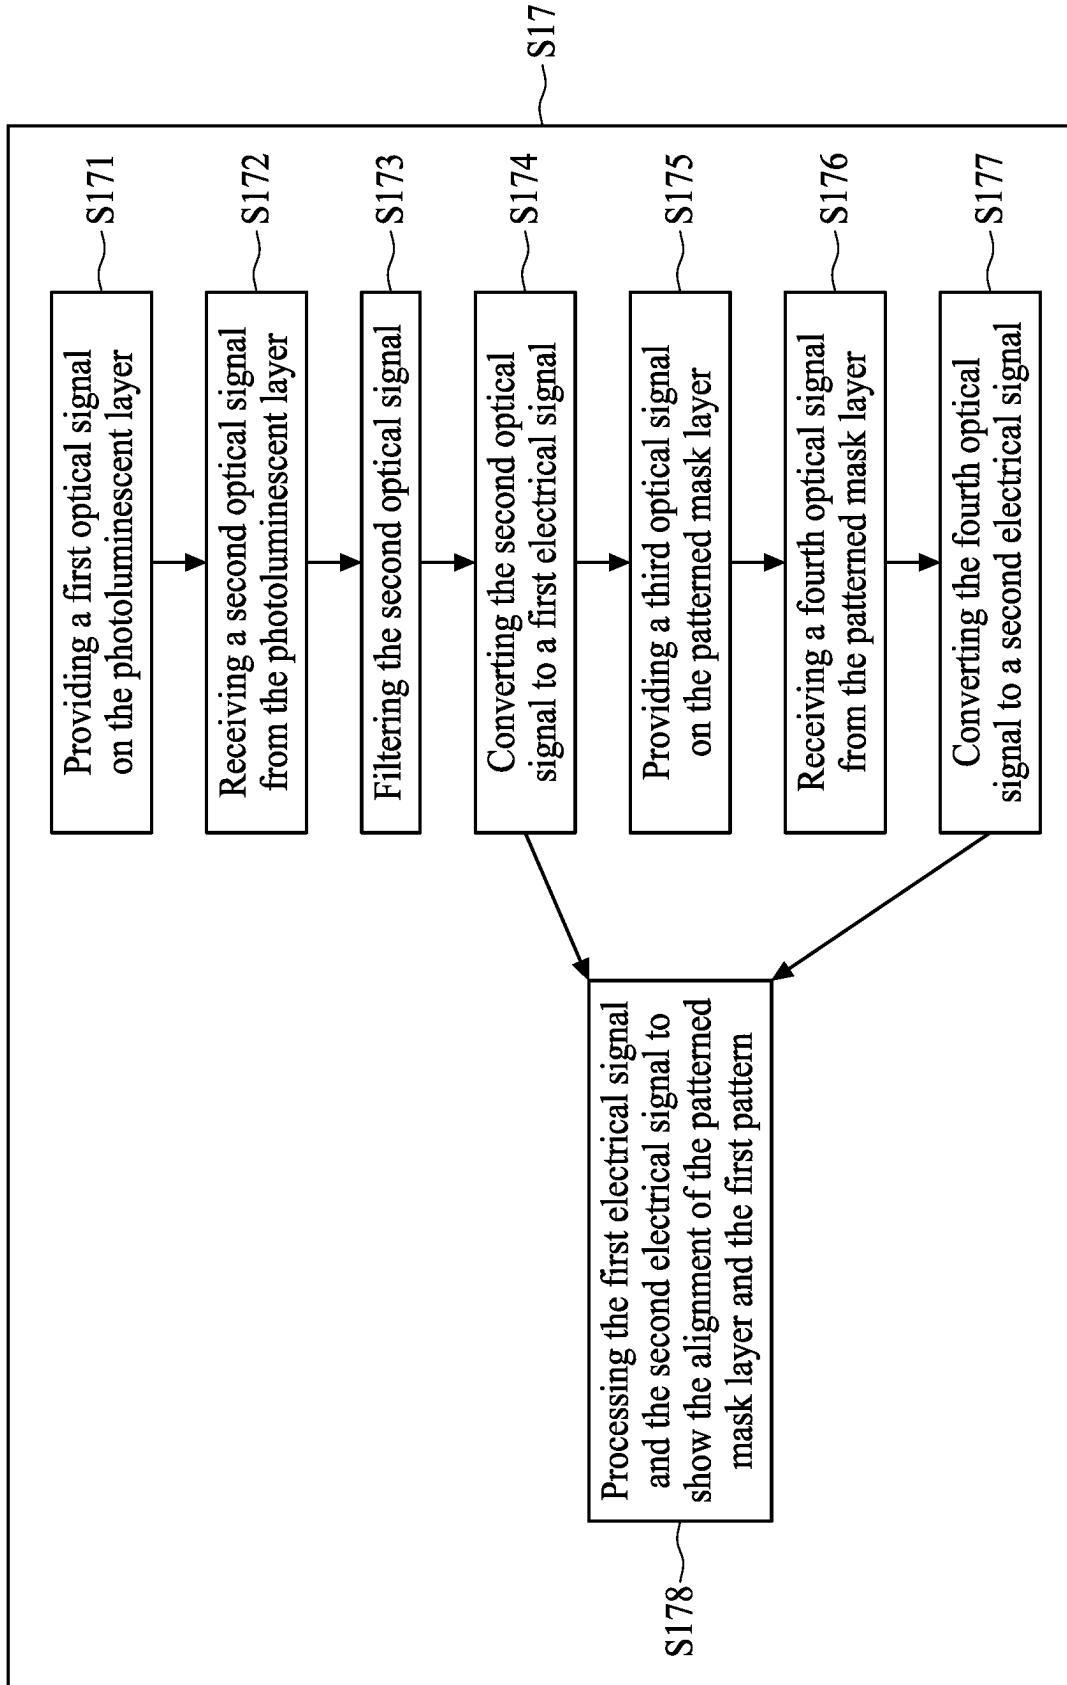 S17
Providing a first optical signal
on the photoluminescent layer
S171
Receiving a second optical signal
from the photoluminescent layer
S172
Filtering the second optical signal
S173
Converting the second optical
signal to a first electrical signal
S174
Providing a third optical signal
on the patterned mask layer
S175
Receiving a fourth optical signal
from the patterned mask layer
S176
Converting the fourth optical
signal to a second electrical signal
S177
Processing the first electrical signal
and the second electrical signal to
show the alignment of the patterned
mask layer and the first pattern
S178